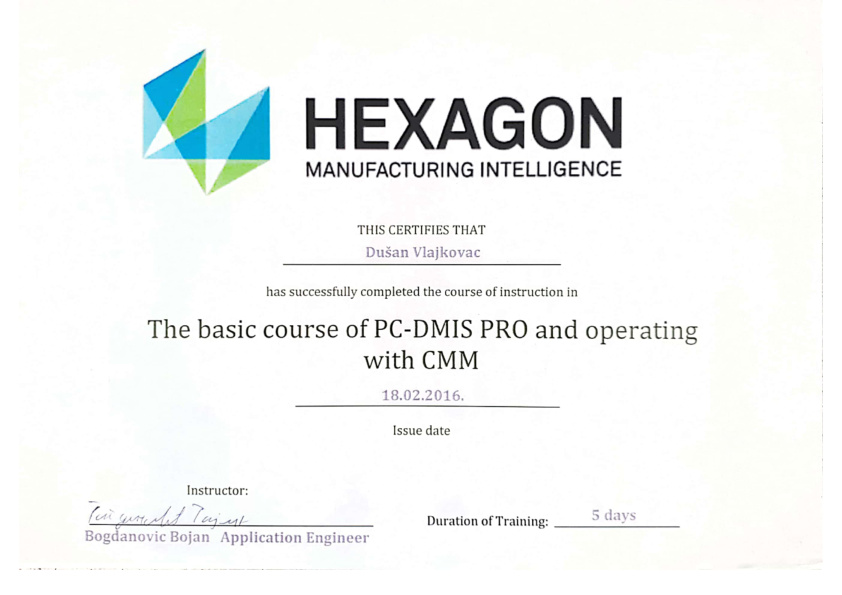 HEXAGON
MANUFACTURING INTELLIGENCE
THIS CERTIFIES THAT
Dušan Vlajkovac
has successfully completed the course of instruction in
The basic course of PC-DMIS PRO and operating
with CMM
18.02.2016.
Issue date
Instructor:
Bogdanovic Bojan Application Engineer
Duration of Training: 5 days